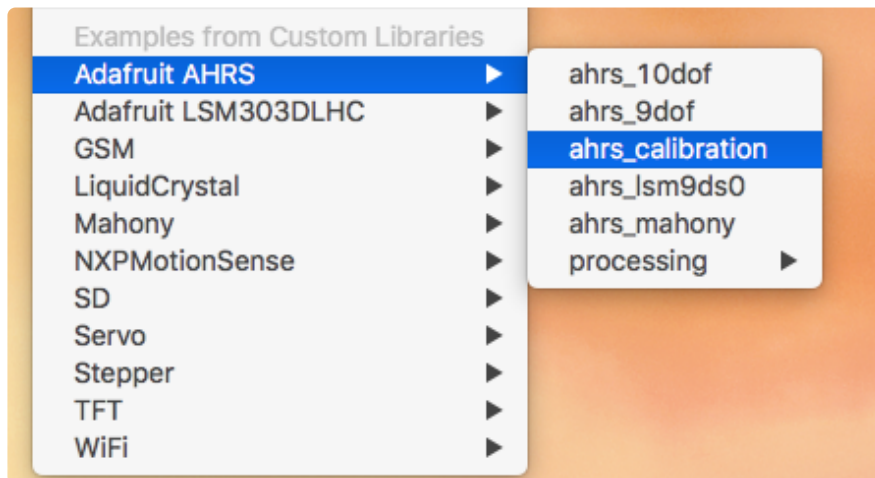 Examples from Custom Libraries
Adafruit AHRS
Adafruit LSM303DLHC
GSM
LiquidCrystal
Mahony
NXPMotionSense
SD
Servo
Stepper
TFT
WiFi
ahrs_10dof
ahrs_9dof
ahrs_calibration
ahrs_lsm9ds0
ahrs_mahony
processing